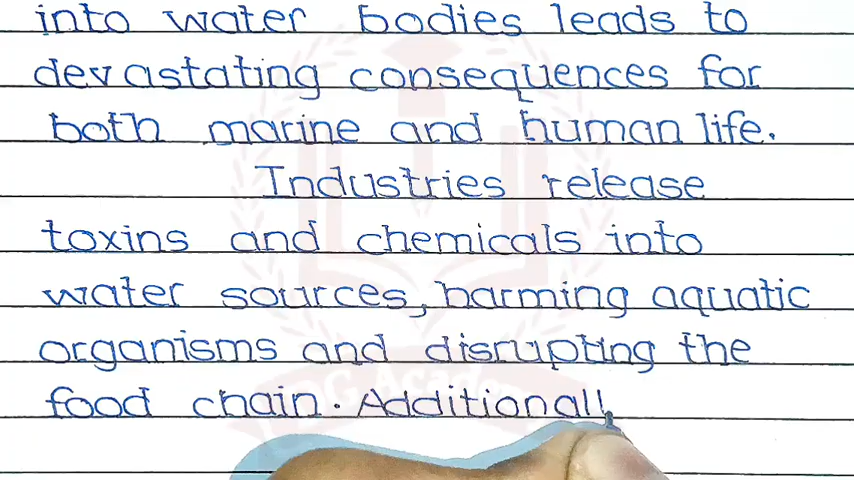 into water bodies leads to
devastating consequences for
both marine and human life.
Industries release
toxins and chemicals into
water sources, harming aquatic
organisms and disrupting the
food chain. Additionall